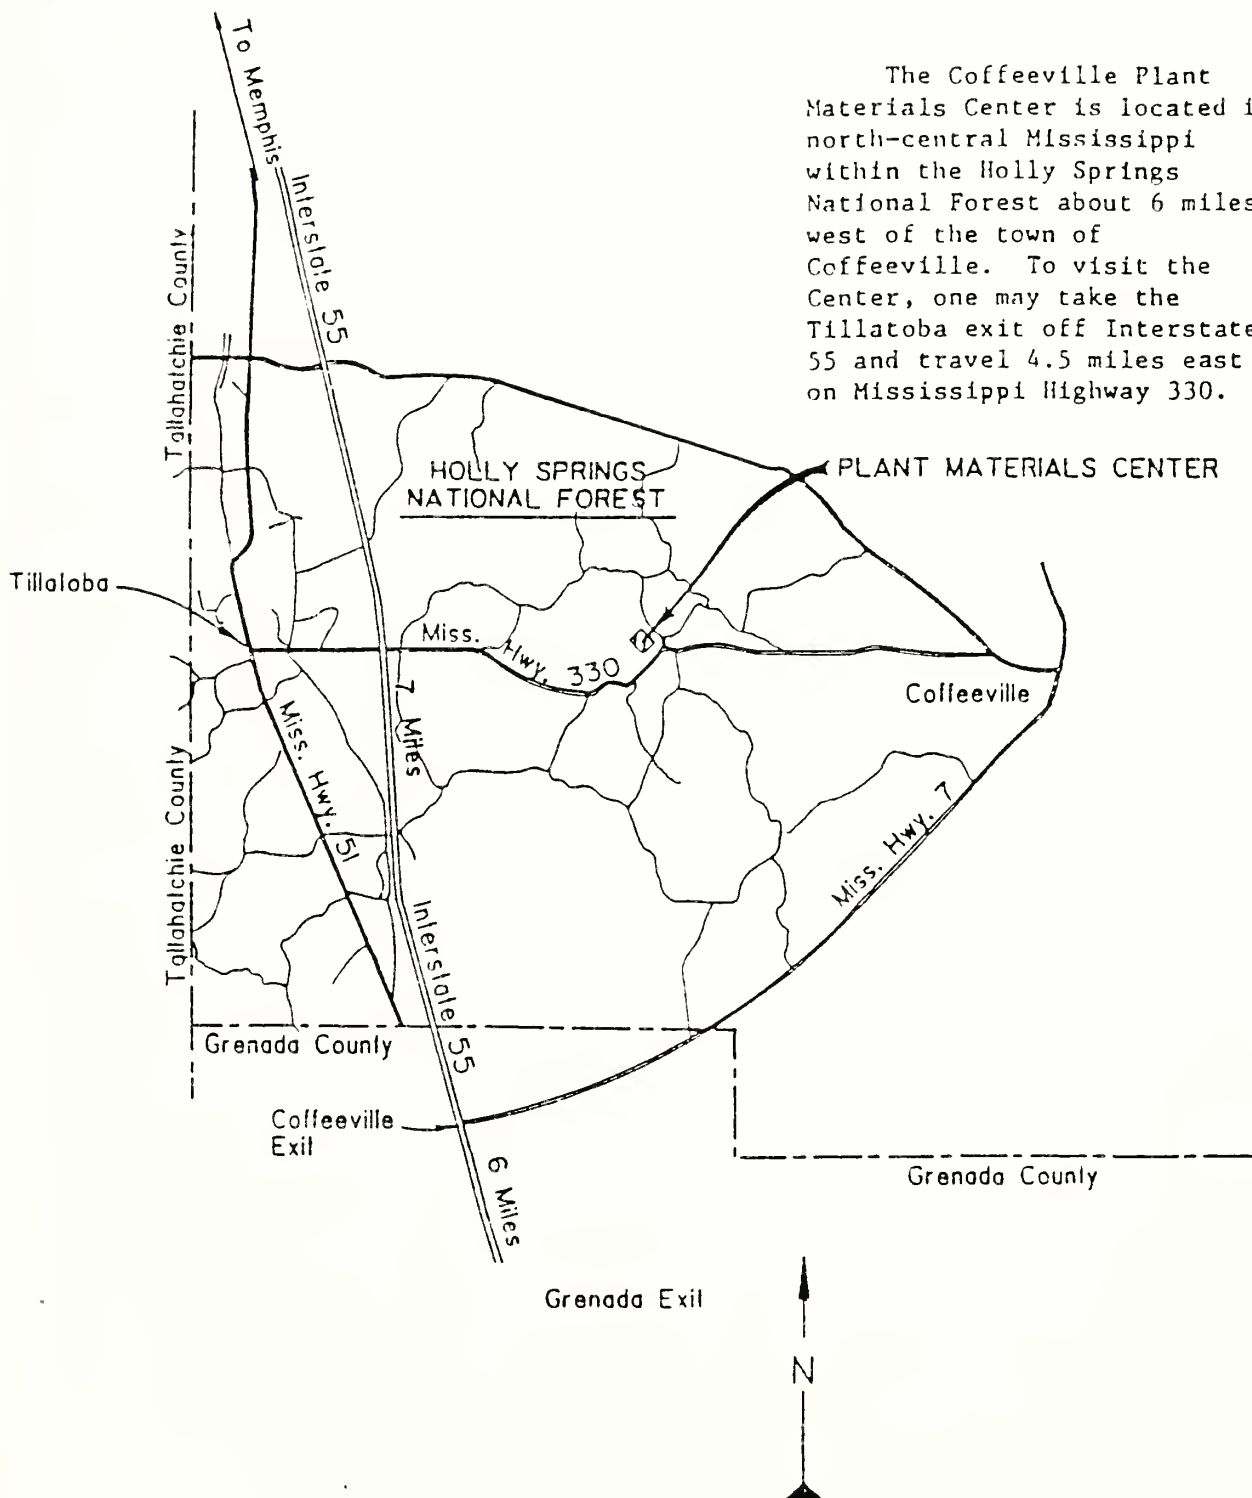 To Memphis
The Coffeeville Plant
Materials Center is located i
north-central Mississippi
within the Holly Springs
National Forest about 6 miles
west of the town of
Coffeeville. To visit the
Center, one may take the
Tillatoba exit off Interstate
55 and travel 4.5 miles east
on Mississippi Highway 330.
Interstate 55
Tallahatchie County
HOLLY SPRINGS
NATIONAL FOREST
PLANT MATERIALS CENTER
Tillatoba
Miss. Hwy. 330
Coffeeville
7 Miles
Miss. Hwy. 51
Tallahatchie County
Miss. Hwy. 7
Interstate 55
Grenada County
Coffeeville
Exit
6 Miles
Grenada County
Grenada Exit
N